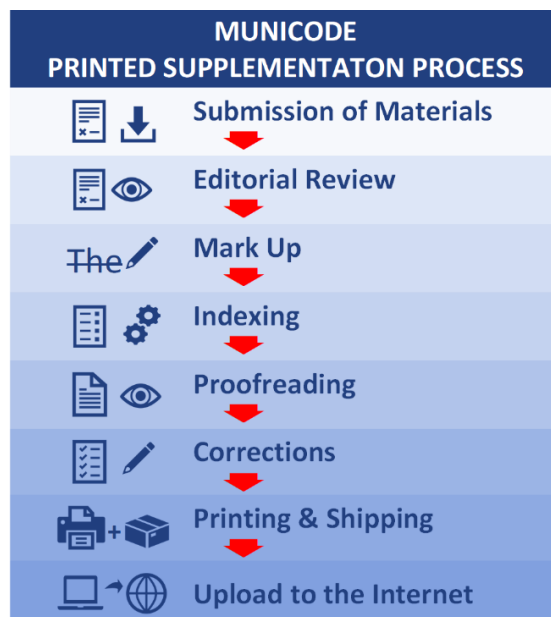 MUNICODE
PRINTED SUPPLEMENTATON PROCESS
Submission of Materials
Editorial Review
The
Mark Up
Indexing
Proofreading
Corrections
+
Printing & Shipping
Upload to the Internet